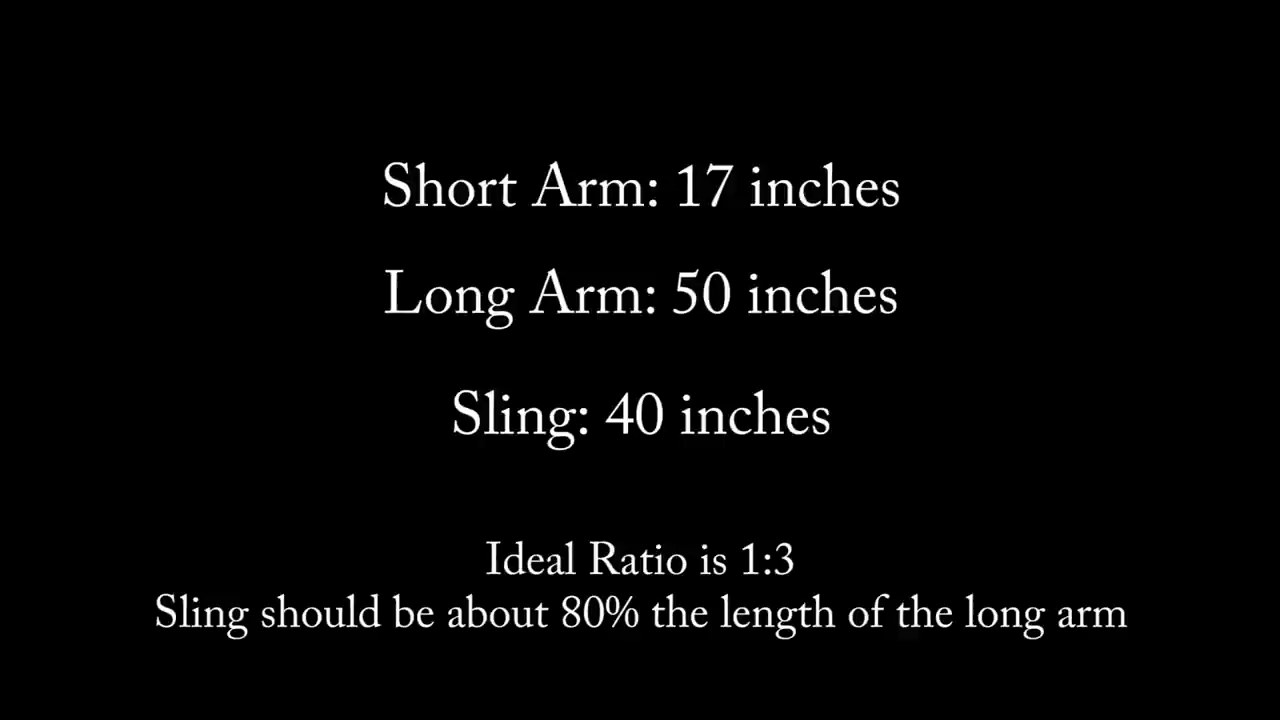 Short Arm: 17 inches
Long Arm: 50 inches
Sling: 40 inches
Ideal Ratio is 1:3
Sling should be about 80% the length of the long arm